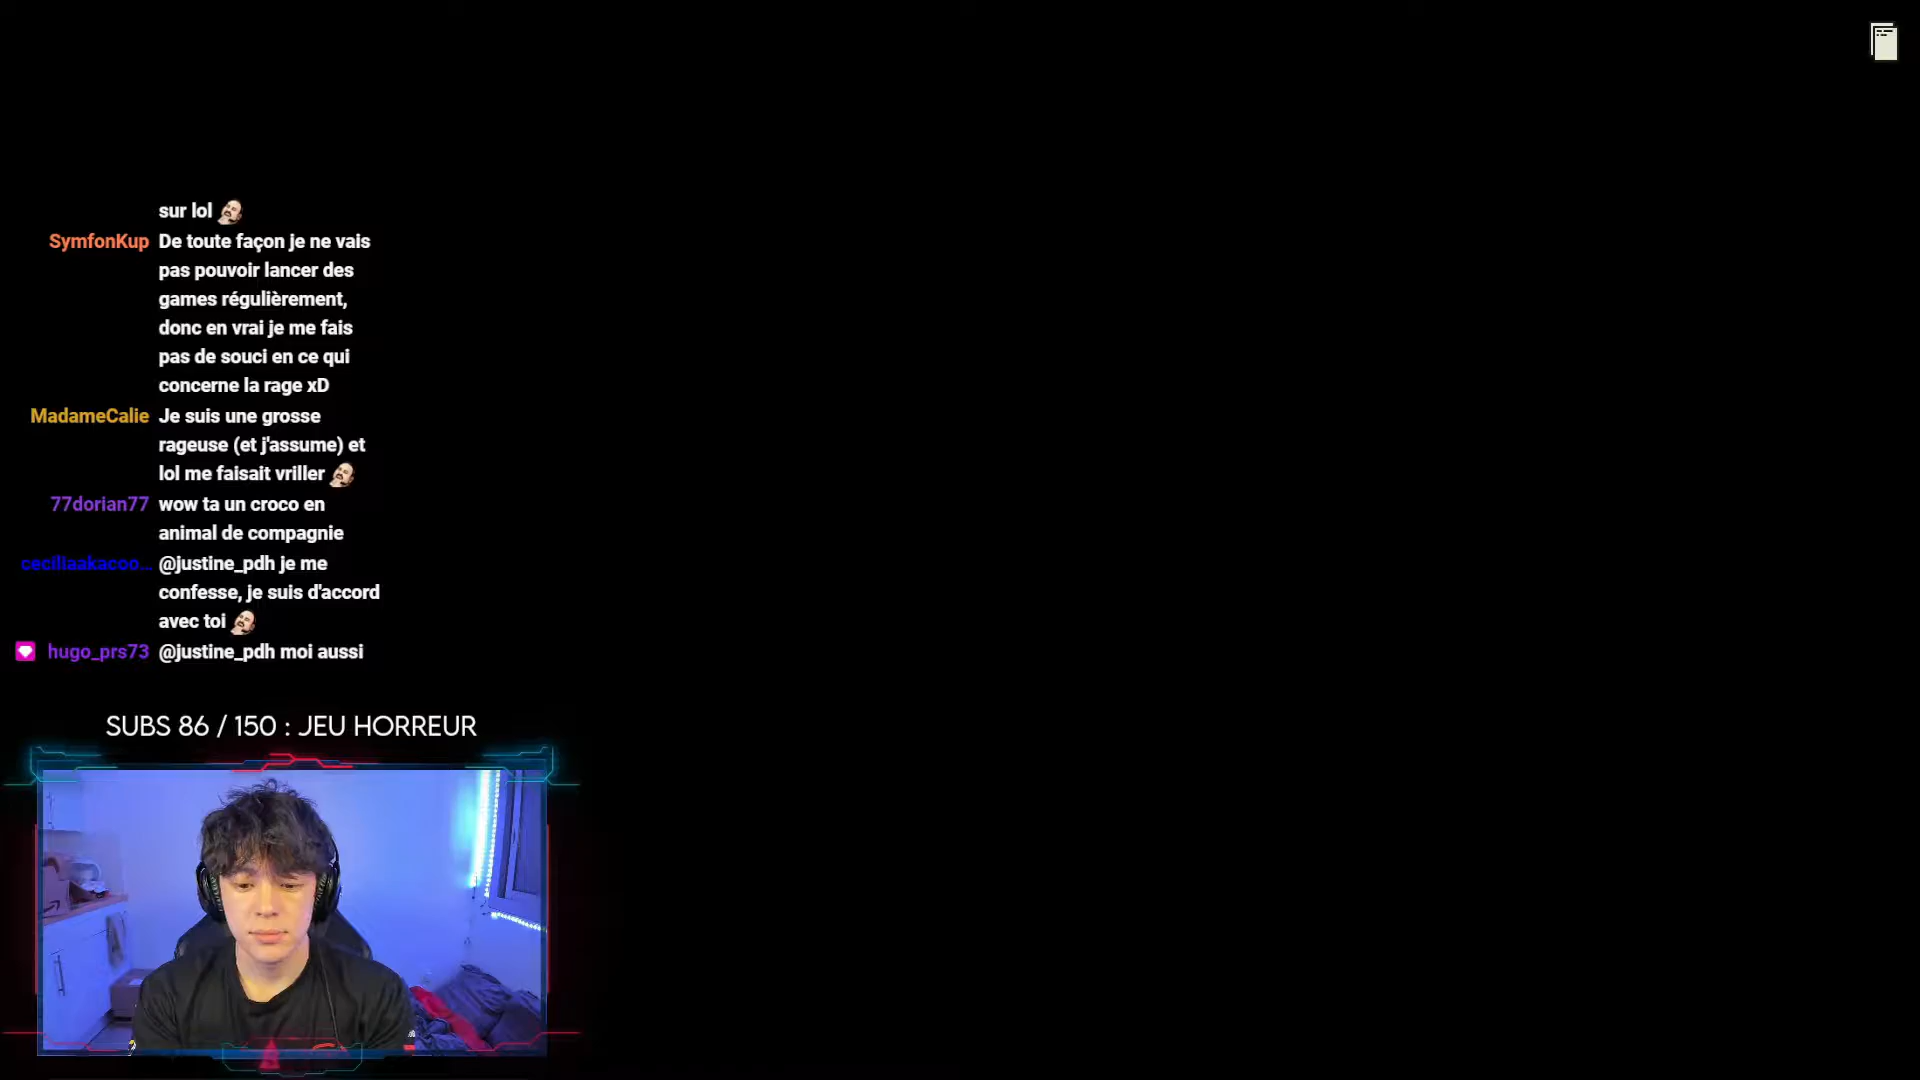 sur lol
SymfonKup De toute façon je ne vais
pas pouvoir lancer des
games régulièrement,
donc en vrai je me fais
pas de souci en ce qui
concerne la rage xD
MadameCalie Je suis une grosse
rageuse (et j'assume) et
lol me faisait vriller
77dorian77 wow ta un croco en
animal de compagnie
ceciliaakacoo... @justine_pdh je me
confesse, je suis d'accord
avec toi
hugo_prs73 @justine_pdh moi aussi
SUBS 86 / 150 : JEU HORREUR